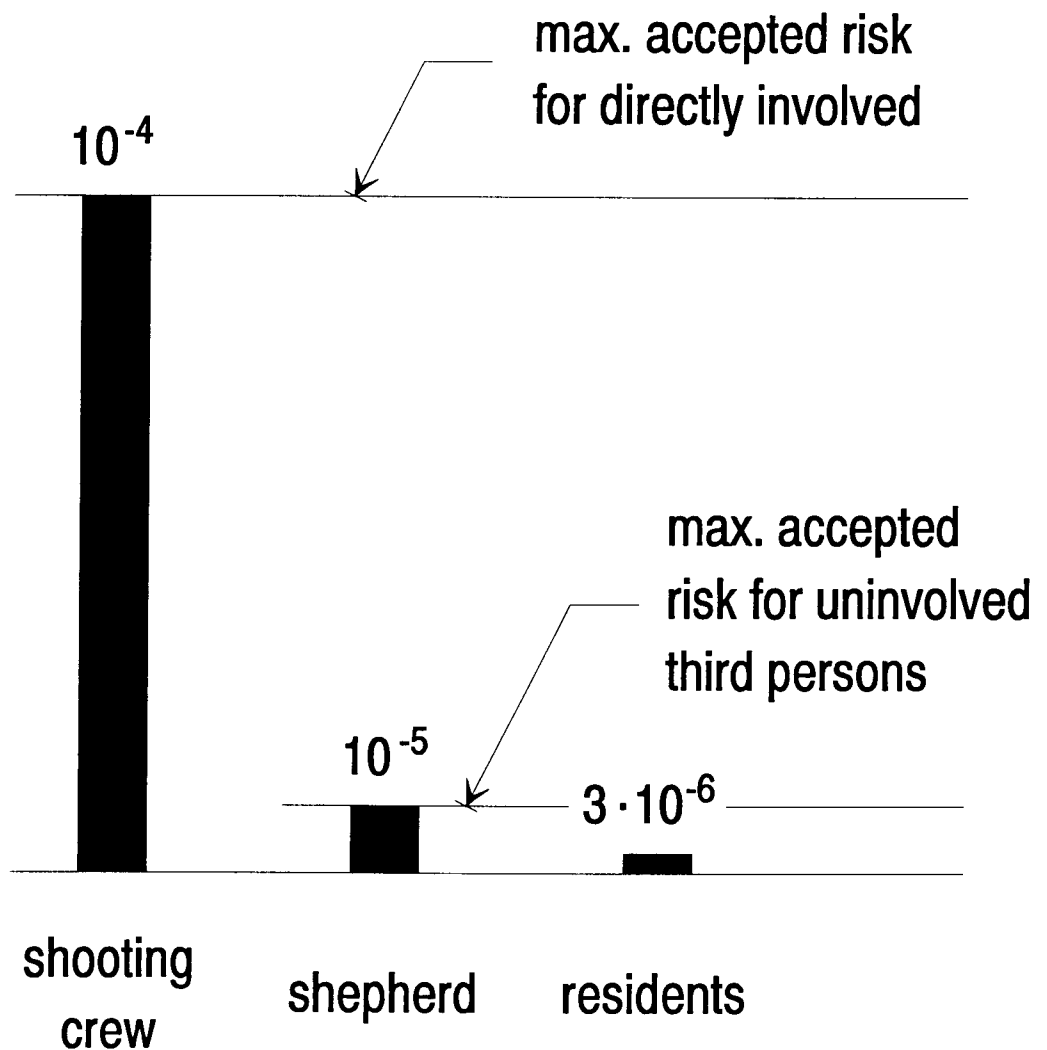 max. accepted risk
for directly involved
10⁻⁴
max. accepted
risk for uninvolved
third persons
10⁻⁵
3 · 10⁻⁶
shooting
crew
shepherd
residents